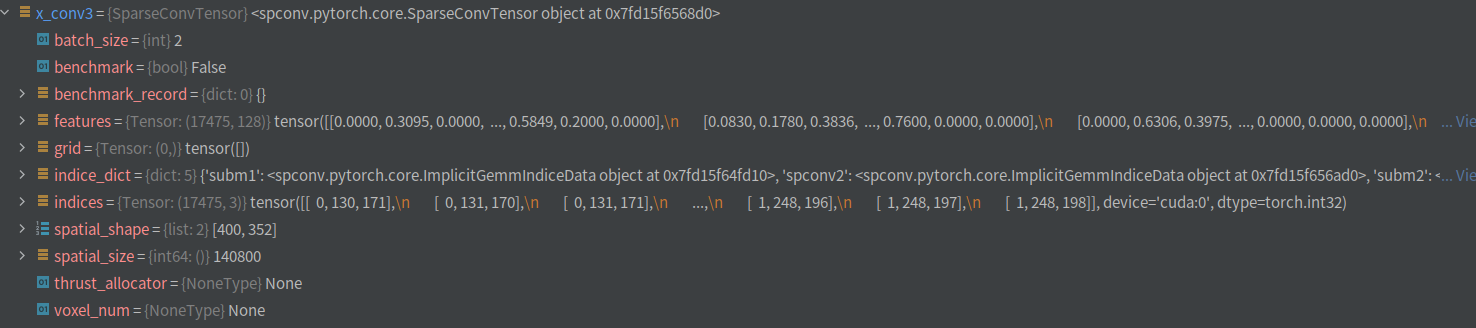 x_conv3 = {SparseConvTensor} <spconv.pytorch.core.SparseConvTensor object at 0x7fd15f6568d0>
batch_size = {int} 2
benchmark = {bool} False
benchmark_record = {dict: 0} {}
features = {Tensor: (17475, 128)} tensor([[0.0000, 0.3095, 0.0000, ..., 0.5849, 0.2000, 0.0000],\n [0.0830, 0.1780, 0.3836, ..., 0.7600, 0.0000, 0.0000],\n [0.0000, 0.6306, 0.3975, ..., 0.0000, 0.0000, 0.0000],\n ... Vie
grid = {Tensor: (0,)} tensor([])
indice_dict = {dict: 5} {'subm1': <spconv.pytorch.core.ImplicitGemmIndiceData object at 0x7fd15f64fd10>, 'spconv2': <spconv.pytorch.core.ImplicitGemmIndiceData object at 0x7fd15f656ad0>, 'subm2': < ... Vie
indices = {Tensor: (17475, 3)} tensor([[ 0, 130, 171],\n [ 0, 131, 170],\n [ 0, 131, 171],\n ...,\n [ 1, 248, 196],\n [ 1, 248, 197],\n [ 1, 248, 198]], device='cuda:0', dtype=torch.int32)
spatial_shape = {list: 2} [400, 352]
spatial_size = {int64: ()} 140800
thrust_allocator = {NoneType} None
voxel_num = {NoneType} None